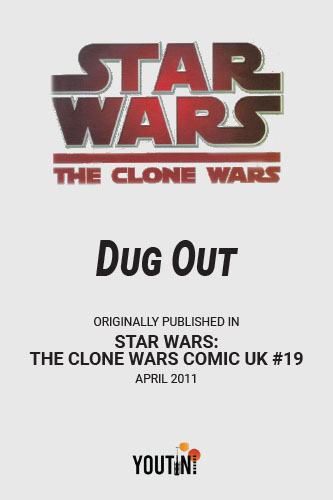 STAR
WARS
THE CLONE WARS
DUG OUT
ORIGINALLY PUBLISHED IN
STAR WARS:
THE CLONE WARS COMIC UK #19
APRIL 2011
YOUTINI